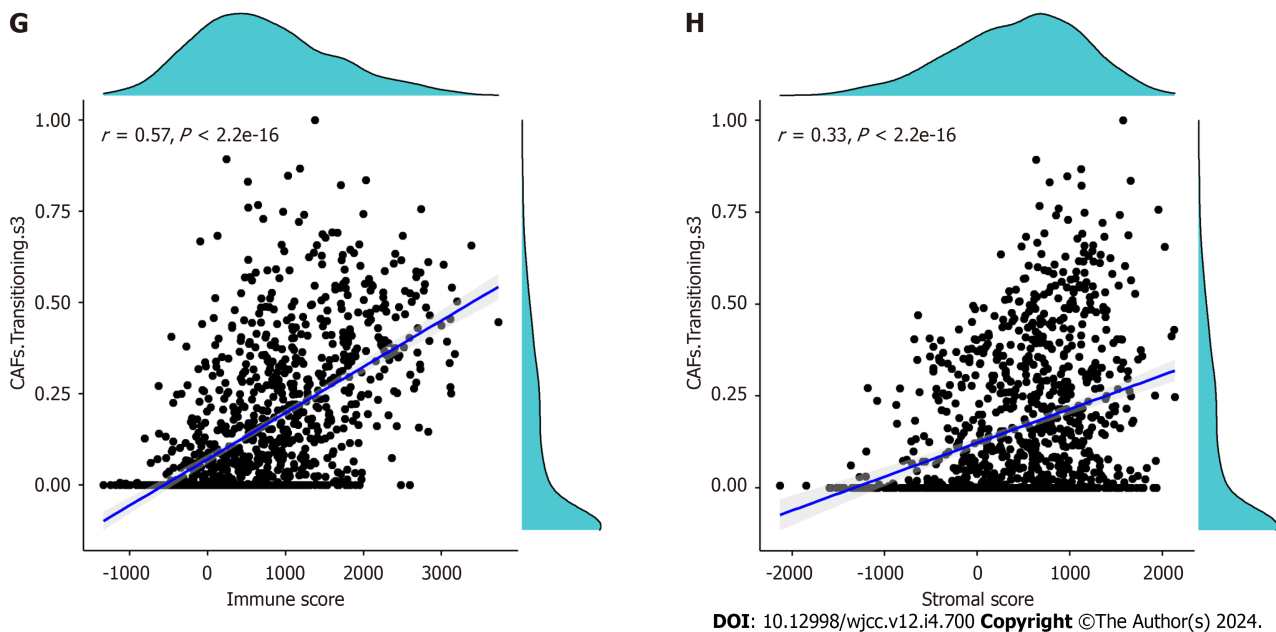 G
r = 0.57, P < 2.2e-16
CAFs.Transitioning.s3
1.00
0.75
0.50
0.25
0.00
-1000 0 1000 2000 3000
Immune score
H
r = 0.33, P < 2.2e-16
CAFs.Transitioning.s3
1.00
0.75
0.50
0.25
0.00
-2000 -1000 0 1000 2000
Stromal score
DOI: 10.12998/wjcc.v12.i4.700 Copyright ©The Author(s) 2024.